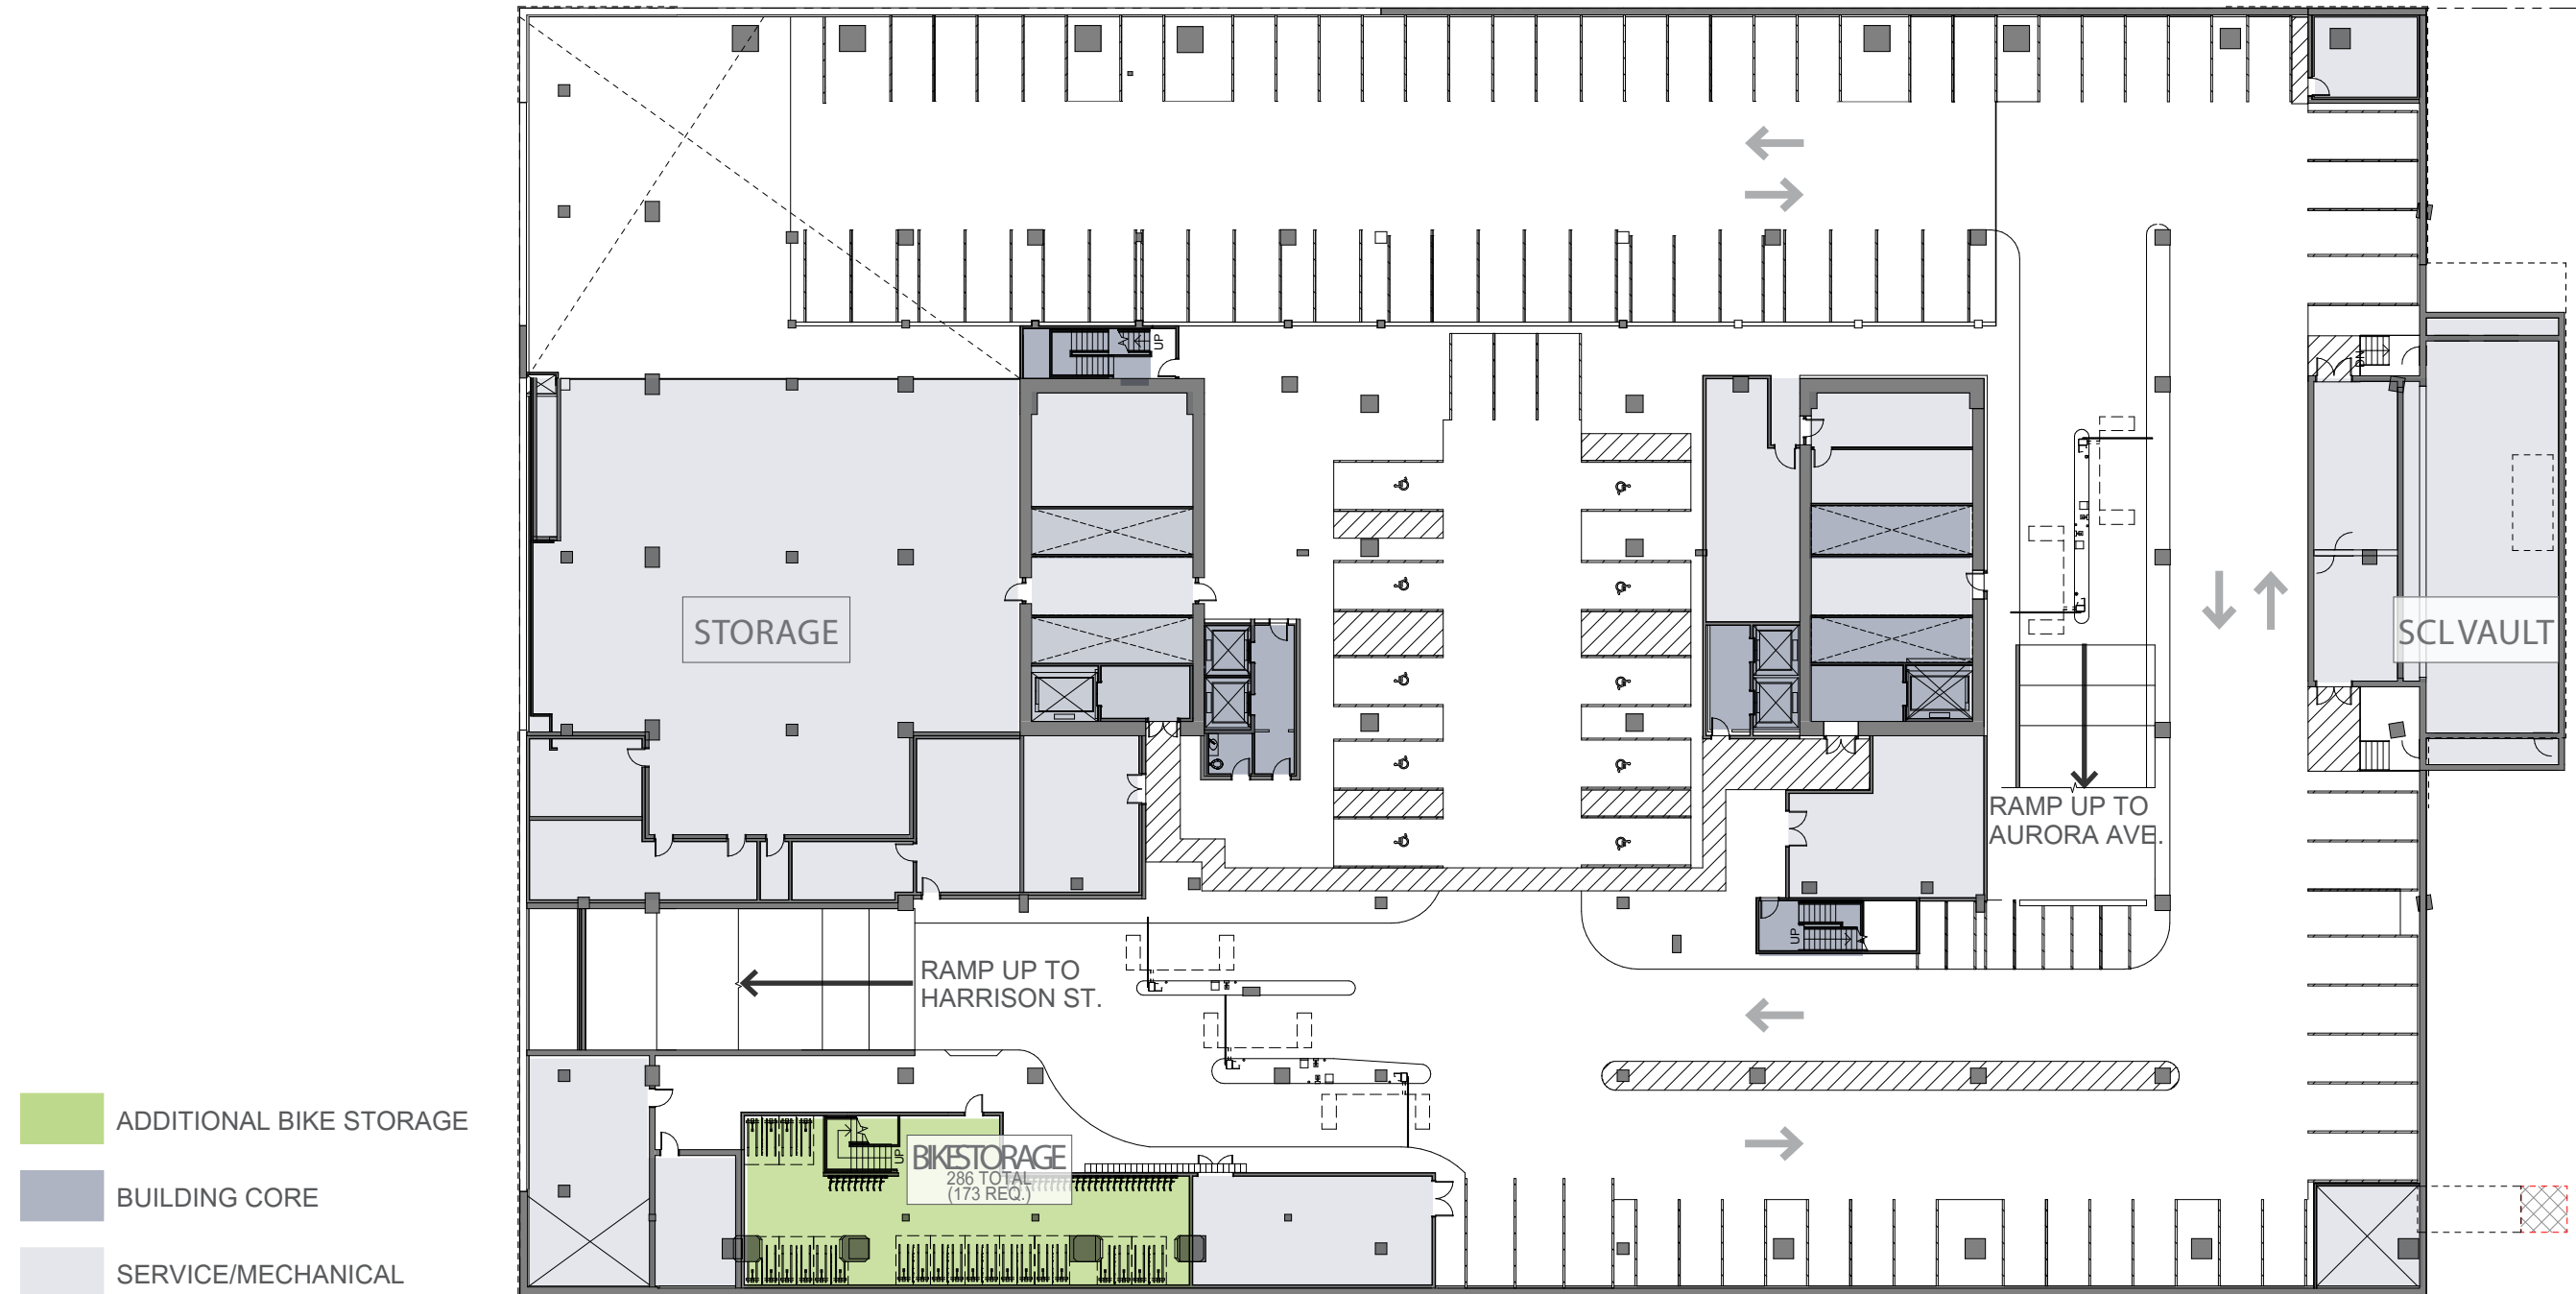 UP
DN
STORAGE
SCL VAULT
RAMP UP TO
AURORA AVE.
UP
RAMP UP TO
HARRISON ST.
ADDITIONAL BIKE STORAGE
UP
BIKE STORAGE
286 TOTAL
(173 REQ.)
BUILDING CORE
SERVICE/MECHANICAL